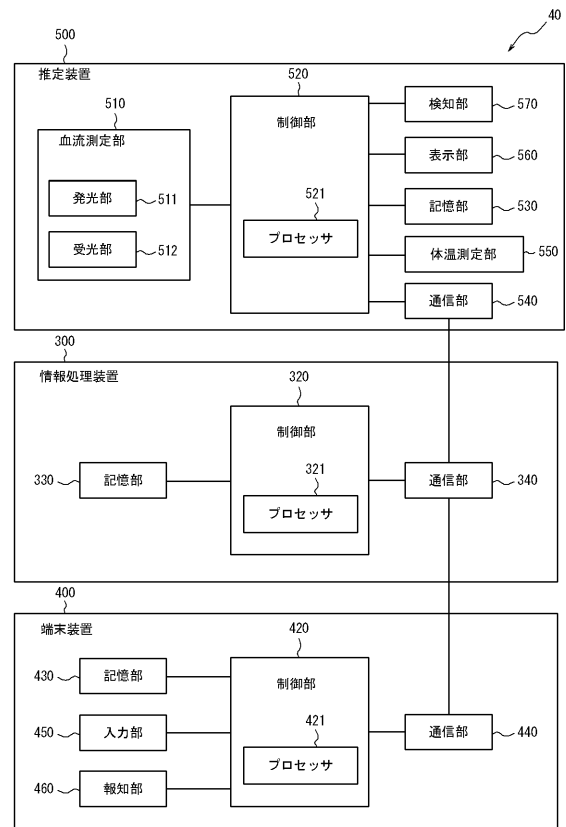 40
500
推定装置
510
血流測定部
発光部
511
受光部
512
520
制御部
521
プロセッサ
検知部
570
表示部
560
記憶部
530
体温測定部
550
通信部
540
300
情報処理装置
320
制御部
321
プロセッサ
330
記憶部
通信部
340
400
端末装置
420
制御部
421
プロセッサ
430
記憶部
450
入力部
460
報知部
通信部
440